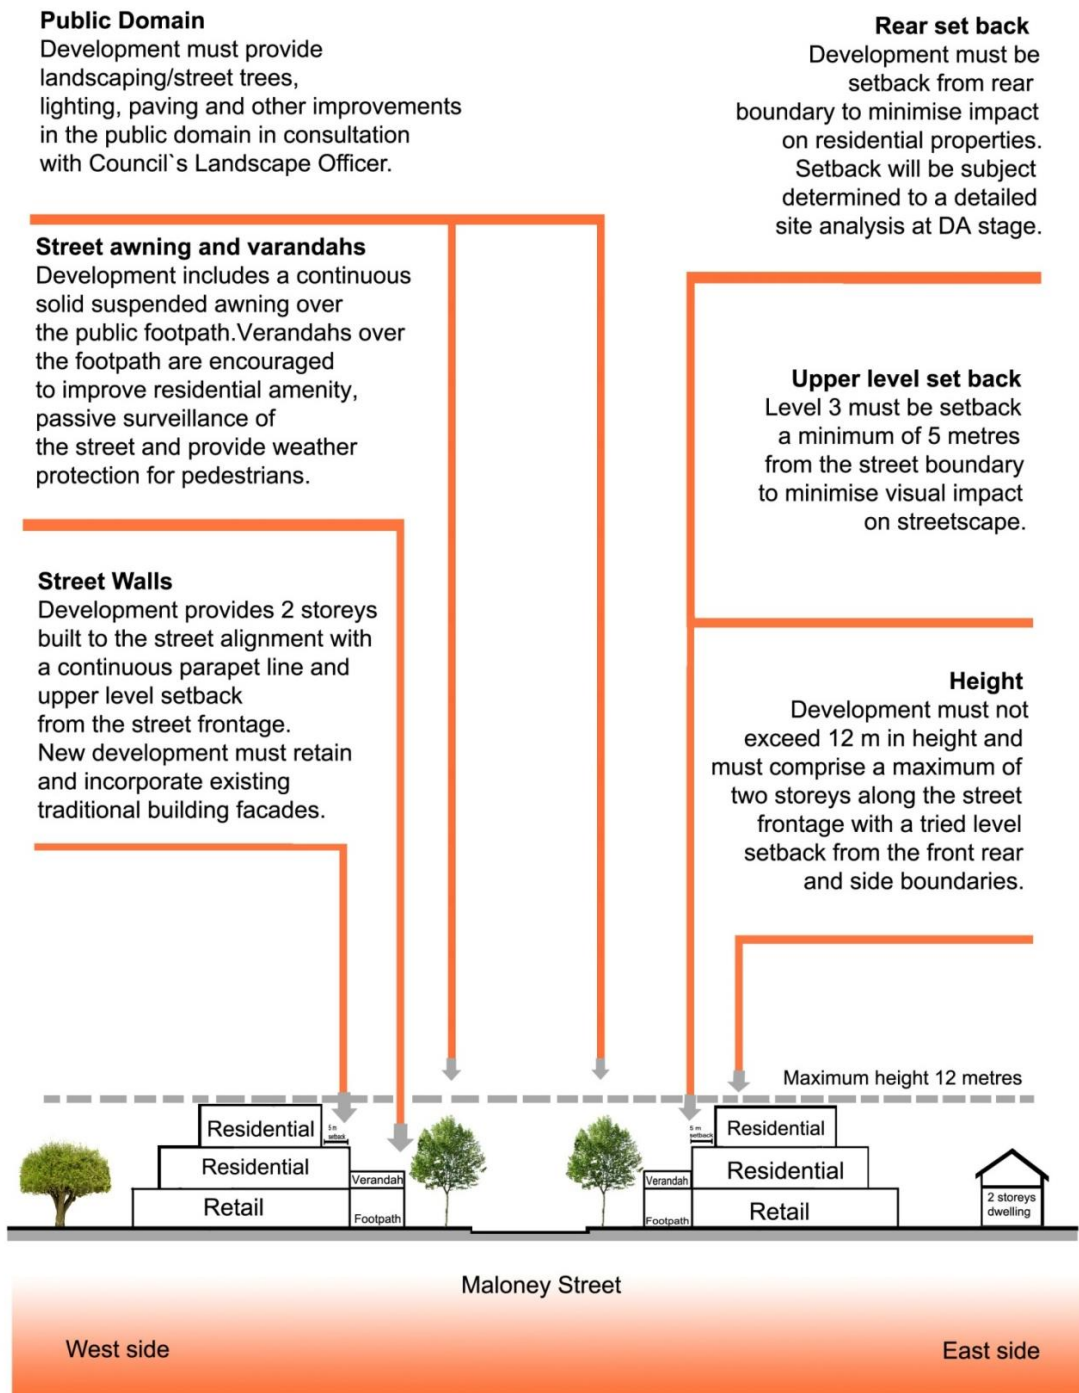 Public Domain
Development must provide
landscaping/street trees,
lighting, paving and other improvements
in the public domain in consultation
with Council`s Landscape Officer.
Rear set back
Development must be
setback from rear
boundary to minimise impact
on residential properties.
Setback will be subject
determined to a detailed
site analysis at DA stage.
Street awning and varandahs
Development includes a continuous
solid suspended awning over
the public footpath.Verandahs over
the footpath are encouraged
to improve residential amenity,
passive surveillance of
the street and provide weather
protection for pedestrians.
Upper level set back
Level 3 must be setback
a minimum of 5 metres
from the street boundary
to minimise visual impact
on streetscape.
Street Walls
Development provides 2 storeys
built to the street alignment with
a continuous parapet line and
upper level setback
from the street frontage.
New development must retain
and incorporate existing
traditional building facades.
Height
Development must not
exceed 12 m in height and
must comprise a maximum of
two storeys along the street
frontage with a tried level
setback from the front rear
and side boundaries.
Maximum height 12 metres
Residential
5 m
setback
Residential
Verandah
Retail
Footpath
5 m
setback
Residential
Verandah
Residential
Footpath
Retail
2 storeys
dwelling
Maloney Street
West side
East side